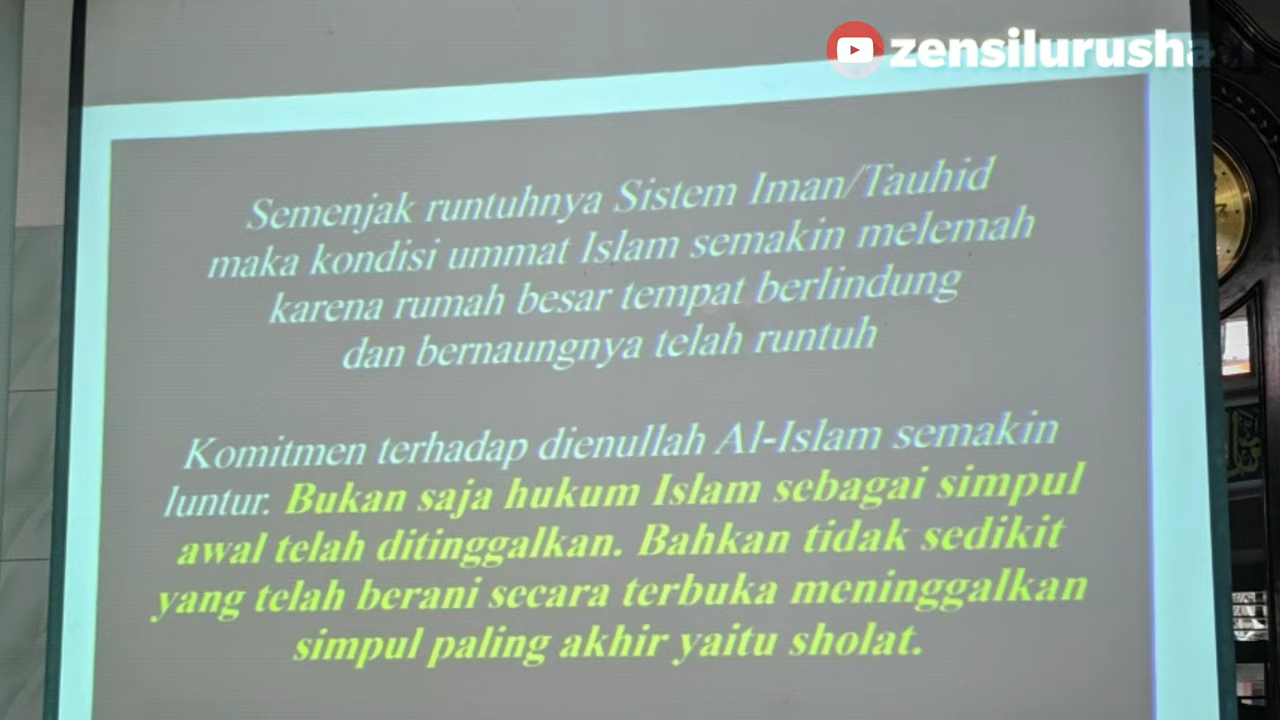 zensilurusha
Semenjak runtuhnya Sistem Iman/Tauhid
maka kondisi ummat Islam semakin melemah
karena rumah besar tempat berlindung
dan bernaungnya telah runtuh
Komitmen terhadap dienullah Al-Islam semakin
luntur. Bukan saja hukum Islam sebagai simpul
awal telah ditinggalkan. Bahkan tidak sedikit
yang telah berani secara terbuka meninggalkan
simpul paling akhir yaitu sholat.